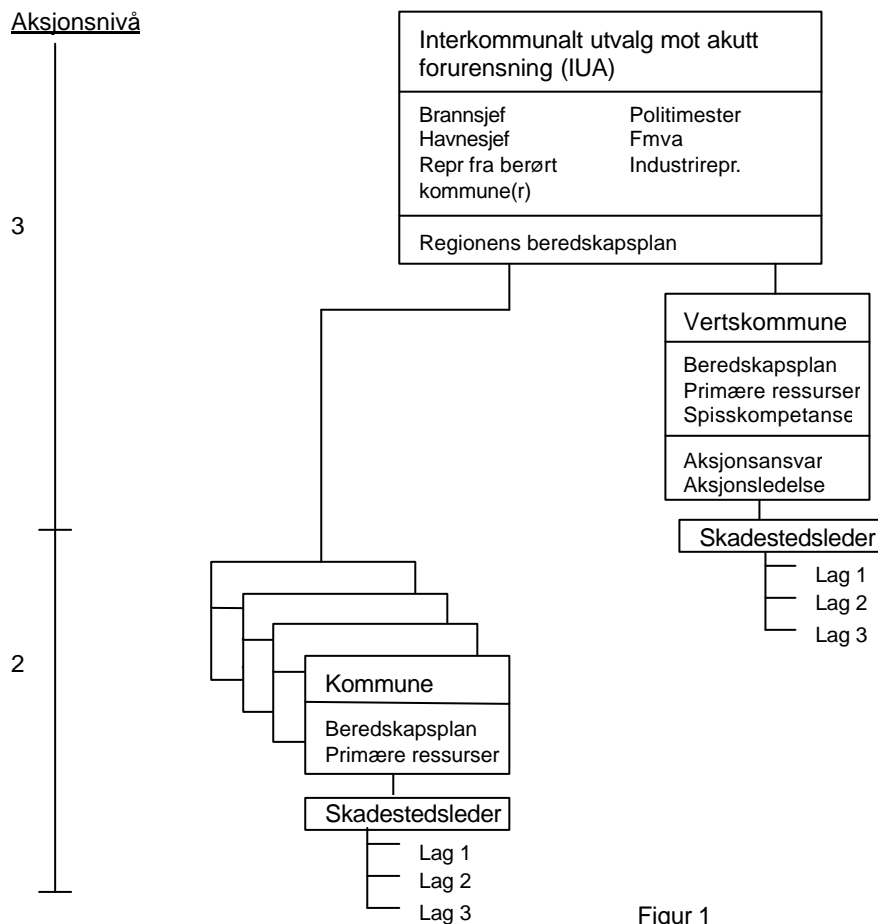 Aksjonsnivå
Interkommunalt utvalg mot akutt
forurensning (IUA)
Brannsjef
Havnesjef
Repr fra berørt
kommune(r)
Politimester
Fmva
Industrirepr.
Regionens beredskapsplan
3
Vertskommune
Beredskapsplan
Primære ressurser
Spisskompetanse
Aksjonsansvar
Aksjonsledelse
Skadestedsleder
Lag 1
Lag 2
Lag 3
2
Kommune
Beredskapsplan
Primære ressurser
Skadestedsleder
Lag 1
Lag 2
Lag 3
Figur 1